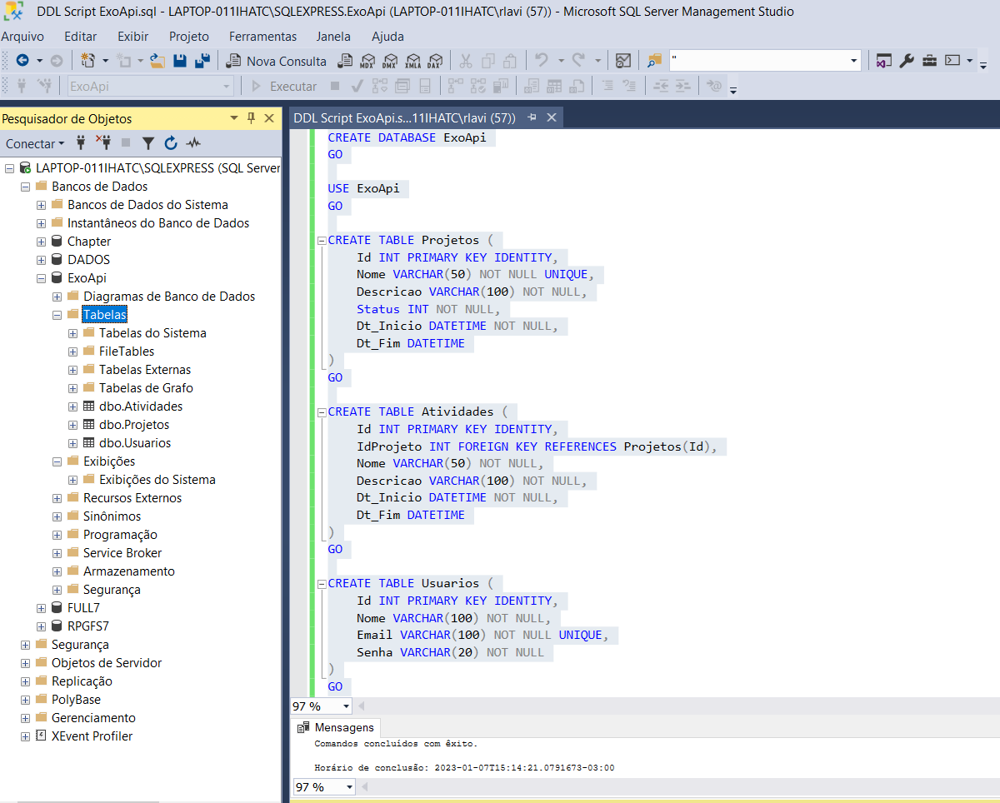 DDL Script ExoApi.sql - LAPTOP-011IHATC\SQLEXPRESS.ExoApi (LAPTOP-011IHATC\rlavi (57)) - Microsoft SQL Server Management Studio
Arquivo Editar Exibir Projeto Ferramentas Janela Ajuda
Nova Consulta MDX DMX XMLA DAX "
ExoApi Executar
Pesquisador de Objetos
Conectar
LAPTOP-011IHATC\SQLEXPRESS (SQL Server
Bancos de Dados
Bancos de Dados do Sistema
Instantâneos do Banco de Dados
Chapter
DADOS
ExoApi
Diagramas de Banco de Dados
Tabelas
Tabelas do Sistema
FileTables
Tabelas Externas
Tabelas de Grafo
dbo.Atividades
dbo.Projetos
dbo.Usuarios
Exibições
Exibições do Sistema
Recursos Externos
Sinônimos
Programação
Service Broker
Armazenamento
Segurança
FULL7
RPGFS7
Segurança
Objetos de Servidor
Replicação
PolyBase
Gerenciamento
XEvent Profiler
DDL Script ExoApi.s...11IHATC\rlavi (57))
CREATE DATABASE ExoApi
GO
USE ExoApi
GO
CREATE TABLE Projetos (
Id INT PRIMARY KEY IDENTITY,
Nome VARCHAR(50) NOT NULL UNIQUE,
Descricao VARCHAR(100) NOT NULL,
Status INT NOT NULL,
Dt_Inicio DATETIME NOT NULL,
Dt_Fim DATETIME
)
GO
CREATE TABLE Atividades (
Id INT PRIMARY KEY IDENTITY,
IdProjeto INT FOREIGN KEY REFERENCES Projetos(Id),
Nome VARCHAR(50) NOT NULL,
Descricao VARCHAR(100) NOT NULL,
Dt_Inicio DATETIME NOT NULL,
Dt_Fim DATETIME
)
GO
CREATE TABLE Usuarios (
Id INT PRIMARY KEY IDENTITY,
Nome VARCHAR(100) NOT NULL,
Email VARCHAR(100) NOT NULL UNIQUE,
Senha VARCHAR(20) NOT NULL
)
GO
97 %
Mensagens
Comandos concluídos com êxito.
Horário de conclusão: 2023-01-07T15:14:21.0791673-03:00
97 %